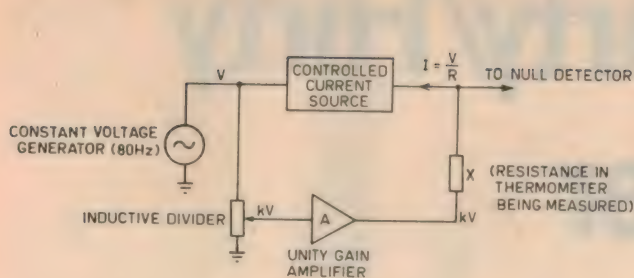 V
CONTROLLED
CURRENT
SOURCE
I = V/R
TO NULL DETECTOR
CONSTANT VOLTAGE
GENERATOR (80Hz)
X
(RESISTANCE IN
THERMOMETER
BEING MEASURED)
INDUCTIVE DIVIDER
kV
A
kV
UNITY GAIN
AMPLIFIER